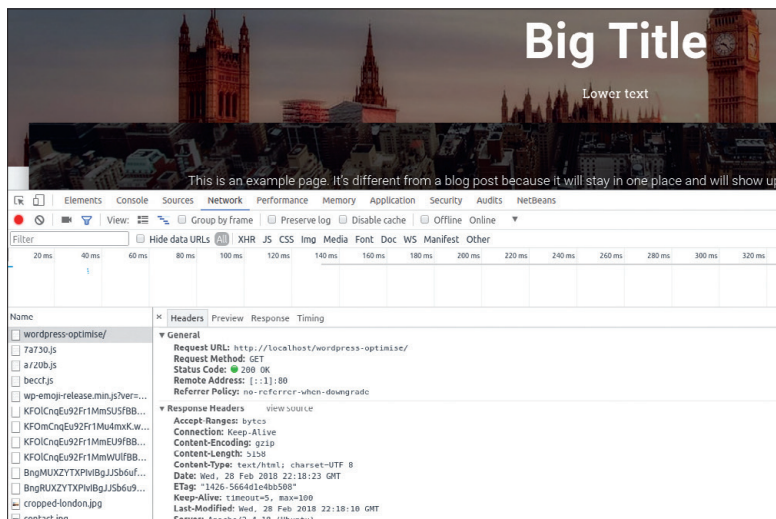 Big Title
Lower text
This is an example page. It's different from a blog post because it will stay in one place and will show up
Elements Console Sources Network Performance Memory Application Security Audits NetBeans
View: Group by frame Preserve log Disable cache Offline Online
Filter Hide data URLs All XHR JS CSS Img Media Font Doc WS Manifest Other
20 ms 40 ms 60 ms 80 ms 100 ms 120 ms 140 ms 160 ms 180 ms 200 ms 220 ms 240 ms 260 ms 280 ms 300 ms 320 ms
Name
wordpress-optimise/
7a730.js
a720b.js
beccf.js
wp-emoji-release.min.js?ver=...
KFOlCnqEu92Fr1MmSU5fBB...
KFOmCnqEu92Fr1Mu4mxK.w...
KFOlCnqEu92Fr1MmEU9fBB...
KFOlCnqEu92Fr1MmWUlfBB...
BngMUXZYTXPIvIBgJJSb6uf...
BngRUXZYTXPIvIBgJJSb6u9...
cropped-london.jpg
× Headers Preview Response Timing
General
Request URL: http://localhost/wordpress-optimise/
Request Method: GET
Status Code: 200 OK
Remote Address: [::1]:80
Referrer Policy: no-referrer-when-downgrade
Response Headers view source
Accept-Ranges: bytes
Connection: Keep-Alive
Content-Encoding: gzip
Content-Length: 5158
Content-Type: text/html; charset=UTF 8
Date: Wed, 28 Feb 2018 22:18:23 GMT
ETag: "1426-5664d1e4bb508"
Keep-Alive: timeout=5, max=100
Last-Modified: Wed, 28 Feb 2018 22:18:10 GMT